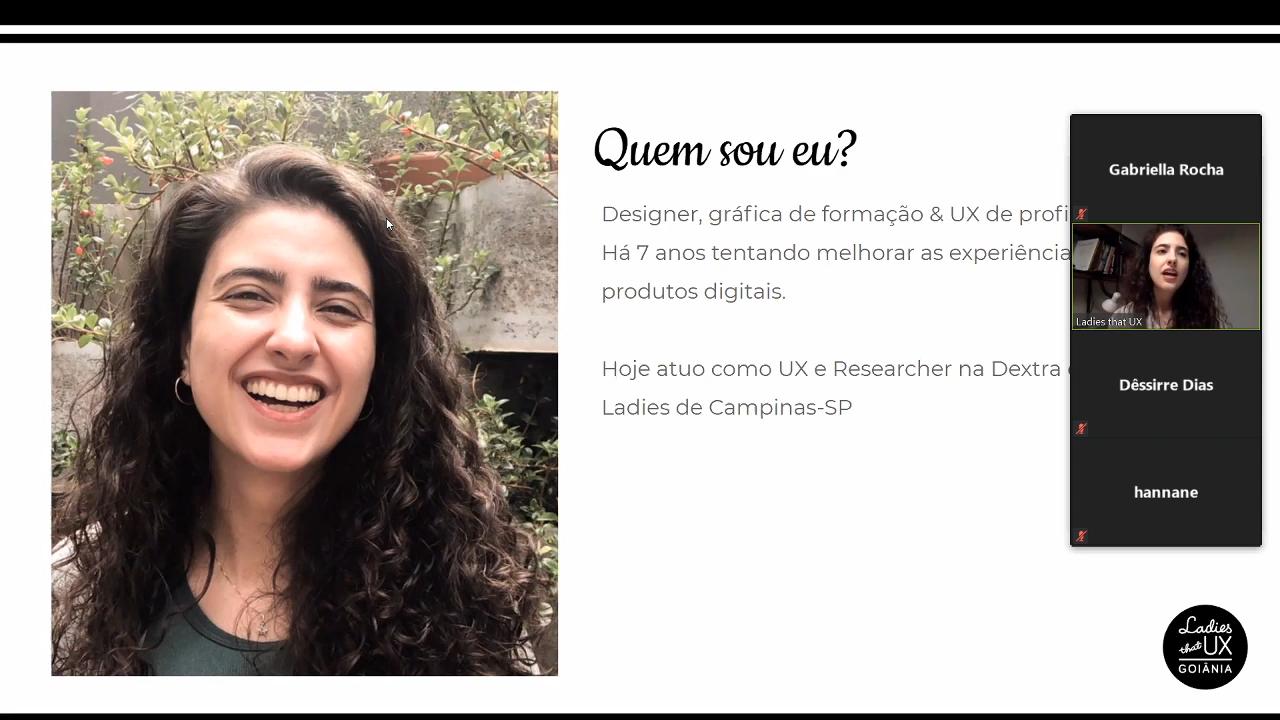 Quem sou eu?
Designer, gráfica de formação & UX de profi
Há 7 anos tentando melhorar as experiência
produtos digitais.
Hoje atuo como UX e Researcher na Dextra
Ladies de Campinas-SP
Gabriella Rocha
Ladies that UX
Dêssirre Dias
hannane
Ladies
that UX
GOIÂNIA